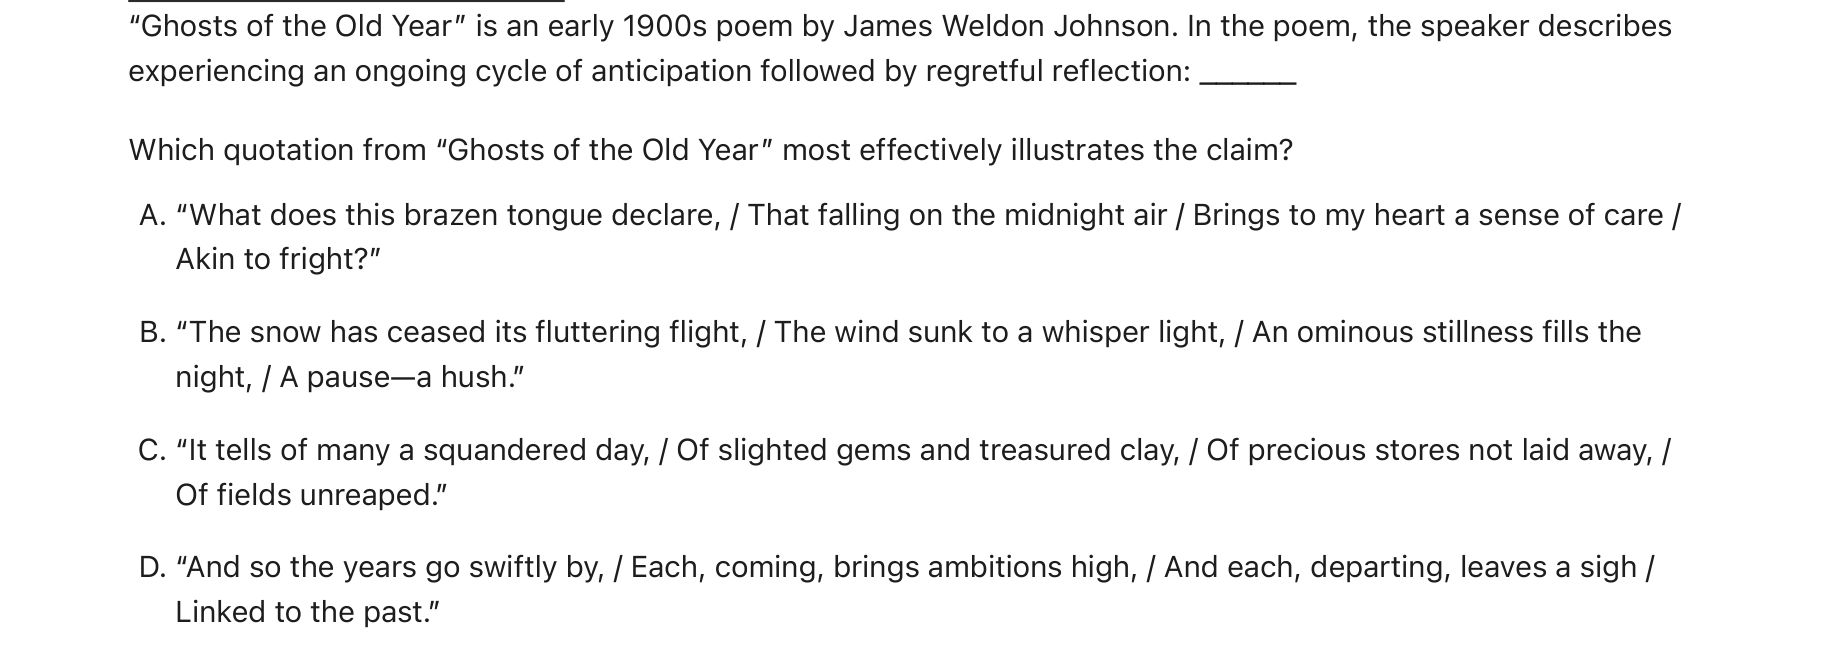 “Ghosts of the Old Year” is an early 1900s poem by James Weldon Johnson. In the poem, the speaker describes
experiencing an ongoing cycle of anticipation followed by regretful reflection: ______
Which quotation from “Ghosts of the Old Year” most effectively illustrates the claim?
A. “What does this brazen tongue declare, / That falling on the midnight air / Brings to my heart a sense of care /
Akin to fright?”
B. “The snow has ceased its fluttering flight, / The wind sunk to a whisper light, / An ominous stillness fills the
night, / A pause—a hush.”
C. “It tells of many a squandered day, / Of slighted gems and treasured clay, / Of precious stores not laid away, /
Of fields unreaped.”
D. “And so the years go swiftly by, / Each, coming, brings ambitions high, / And each, departing, leaves a sigh /
Linked to the past.”